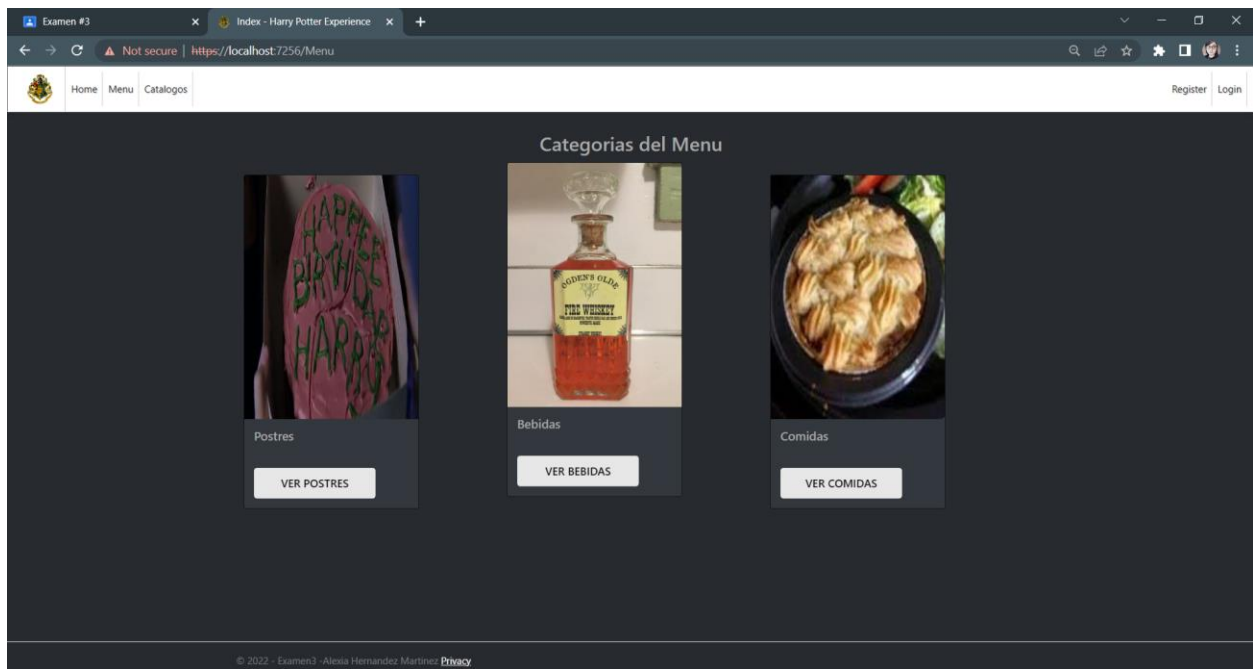 Examen #3
Index - Harry Potter Experience
Not secure | https://localhost:7256/Menu
Home Menu Catalogos
Register Login
Categorias del Menu
HAPPEE
BIRTHDAE
HARRY
OGDEN'S OLDE
FIRE WHISKEY
Postres
Bebidas
Comidas
VER POSTRES
VER BEBIDAS
VER COMIDAS
© 2022 - Examen3 -Alexia Hernandez Martinez Privacy